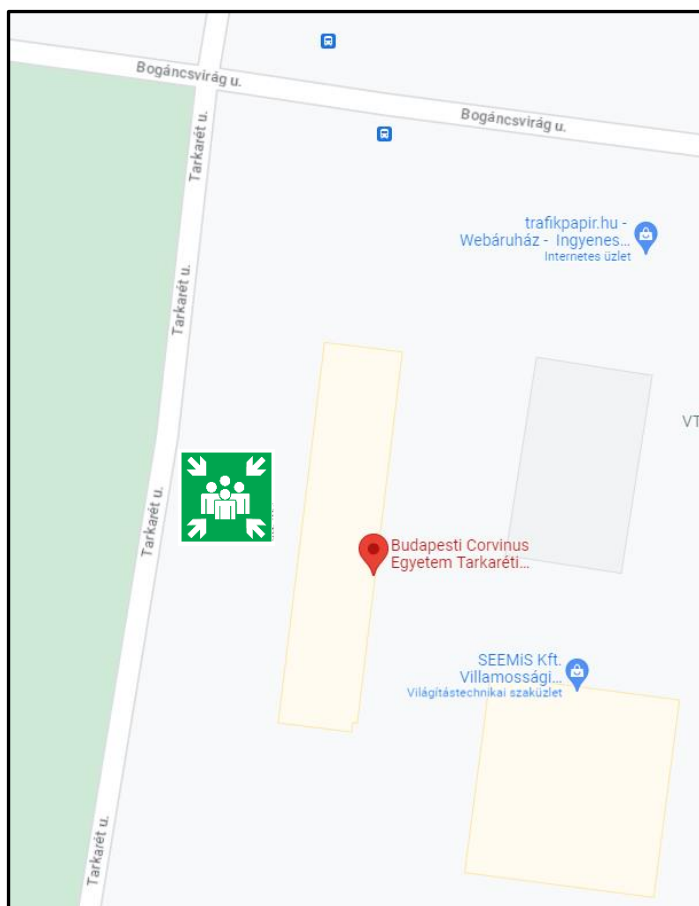 Bogáncsvirág u.
Bogáncsvirág u.
Tarkarét u.
trafikpapir.hu -
Webáruház - Ingyenes...
Internetes üzlet
Tarkarét u.
VT
Tarkarét u.
Budapesti Corvinus
Egyetem Tarkaréti...
SEEMiS Kft.
Villamossági...
Világítástechnikai szaküzlet
Tarkarét u.